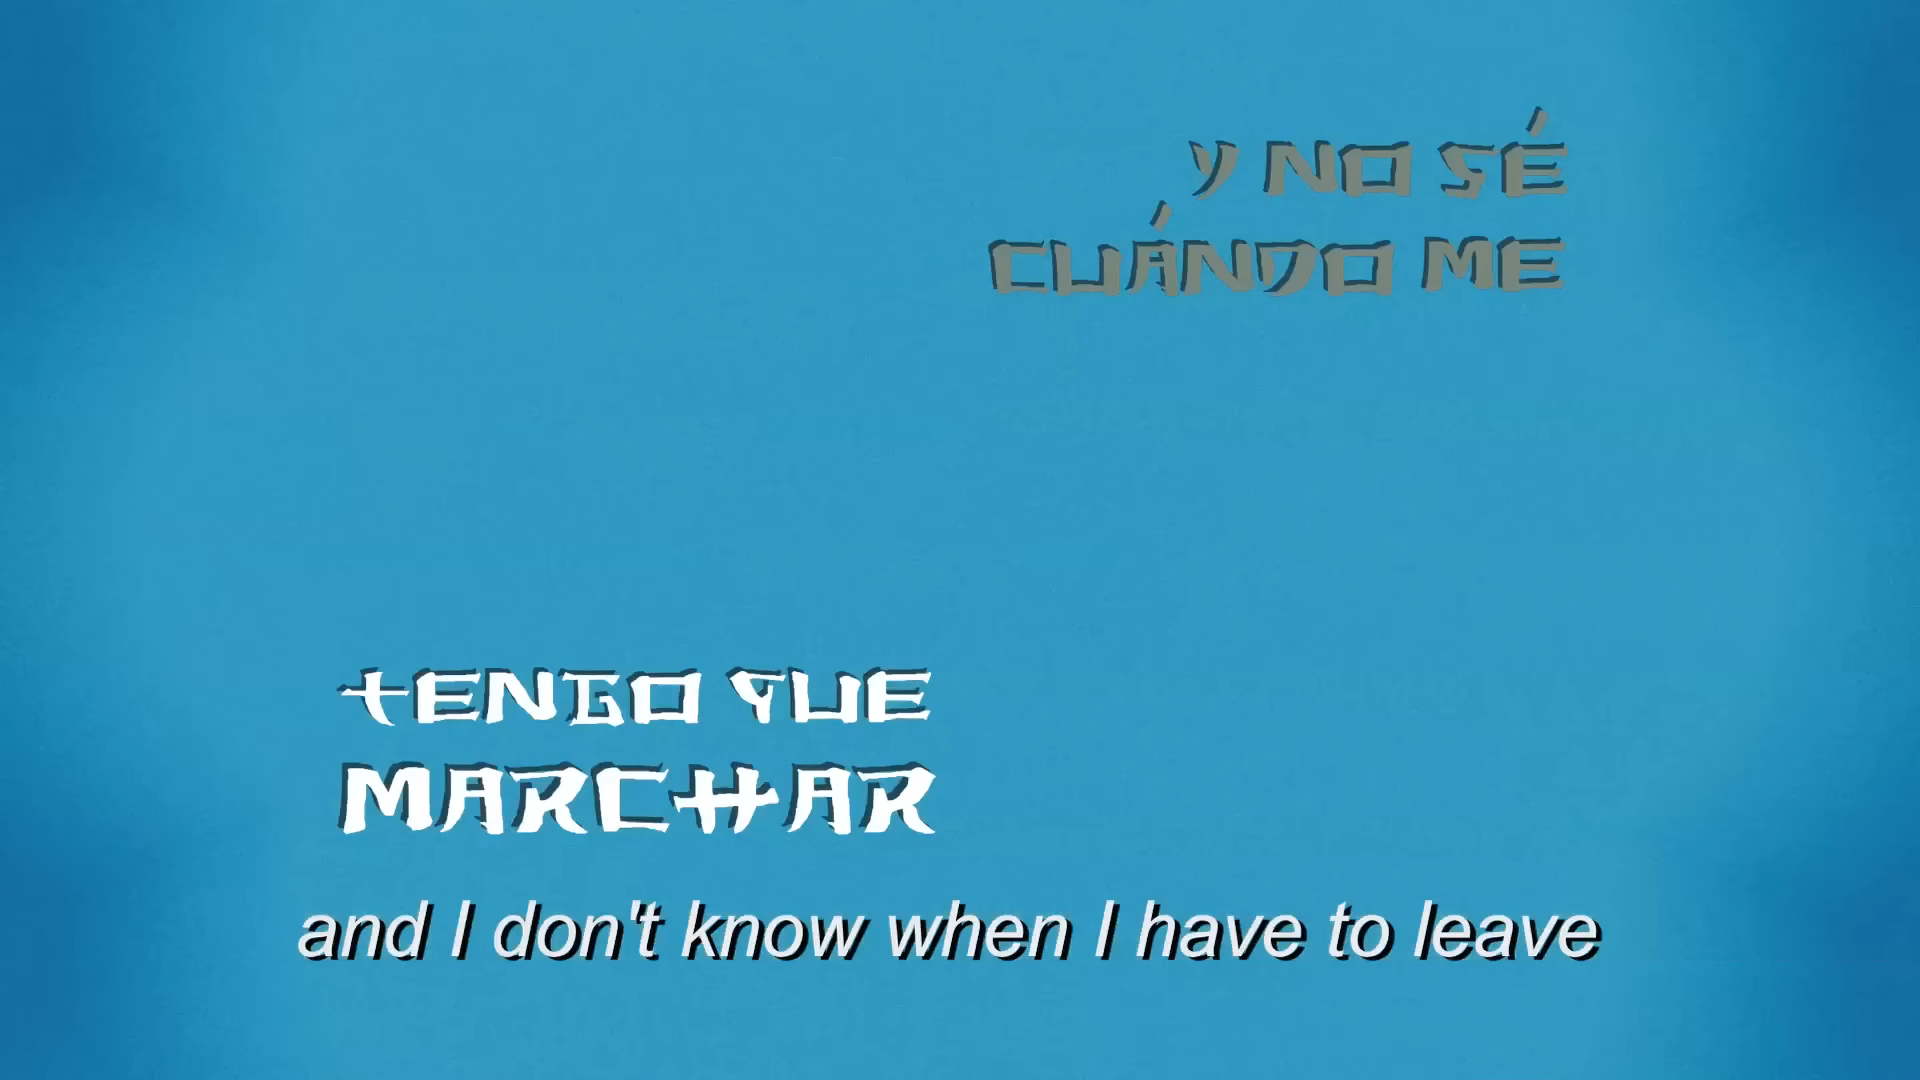 Y NO SÉ
CUÁNDO ME
TENGO QUE
MARCHAR
and I don't know when I have to leave